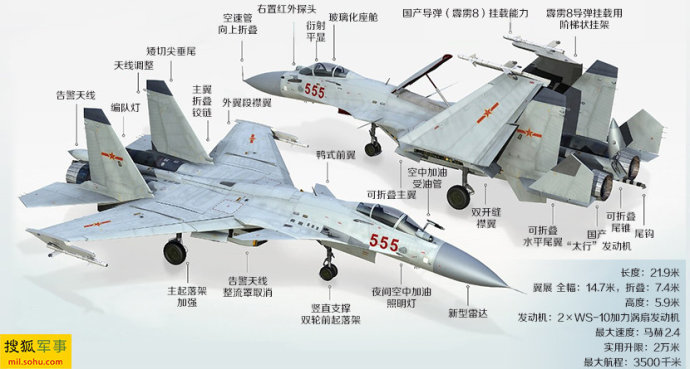 右置红外探头
空速管
向上折叠
衍射
平显
玻璃化座舱
国产导弹（霹雳8）挂载能力
霹雳8导弹挂载用
阶梯状挂架
矮切尖垂尾
天线调整
告警天线
编队灯
主翼
折叠
铰链
外翼段襟翼
555
鸭式前翼
空中加油
受油管
可折叠主翼
双开缝
襟翼
可折叠
水平尾翼
国产
“太行”发动机
可折叠
尾锥
尾钩
555
主起落架
加强
告警天线
整流罩取消
竖直支撑
双轮前起落架
夜间空中加油
照明灯
新型雷达
长度：21.9米
翼展 全幅：14.7米，折叠：7.4米
高度：5.9米
发动机：2×WS-10加力涡扇发动机
最大速度：马赫2.4
实用升限：2万米
最大航程：3500千米
搜狐军事
mil.sohu.com